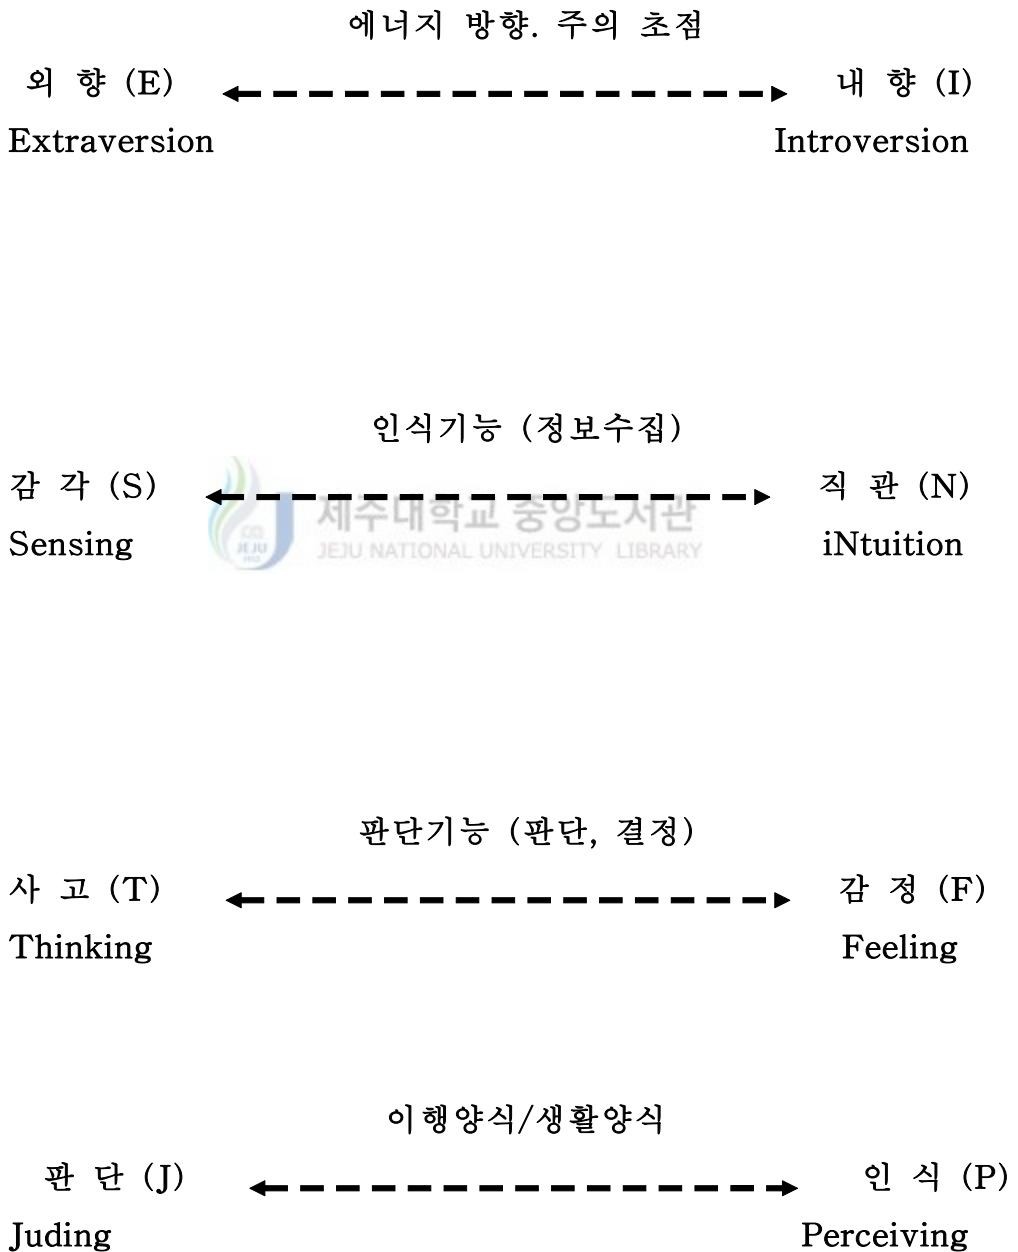 에너지 방향. 주의 초점
외 향 (E) 내 향 (I)
Extraversion Introversion
인식기능 (정보수집)
감 각 (S) 직 관 (N)
제주대학교 중앙도서관
Sensing iNtuition
JEJU NATIONAL UNIVERSITY LIBRARY
JEJU
1952
판단기능 (판단, 결정)
사 고 (T) 감 정 (F)
Thinking Feeling
이행양식/생활양식
판 단 (J) 인 식 (P)
Juding Perceiving